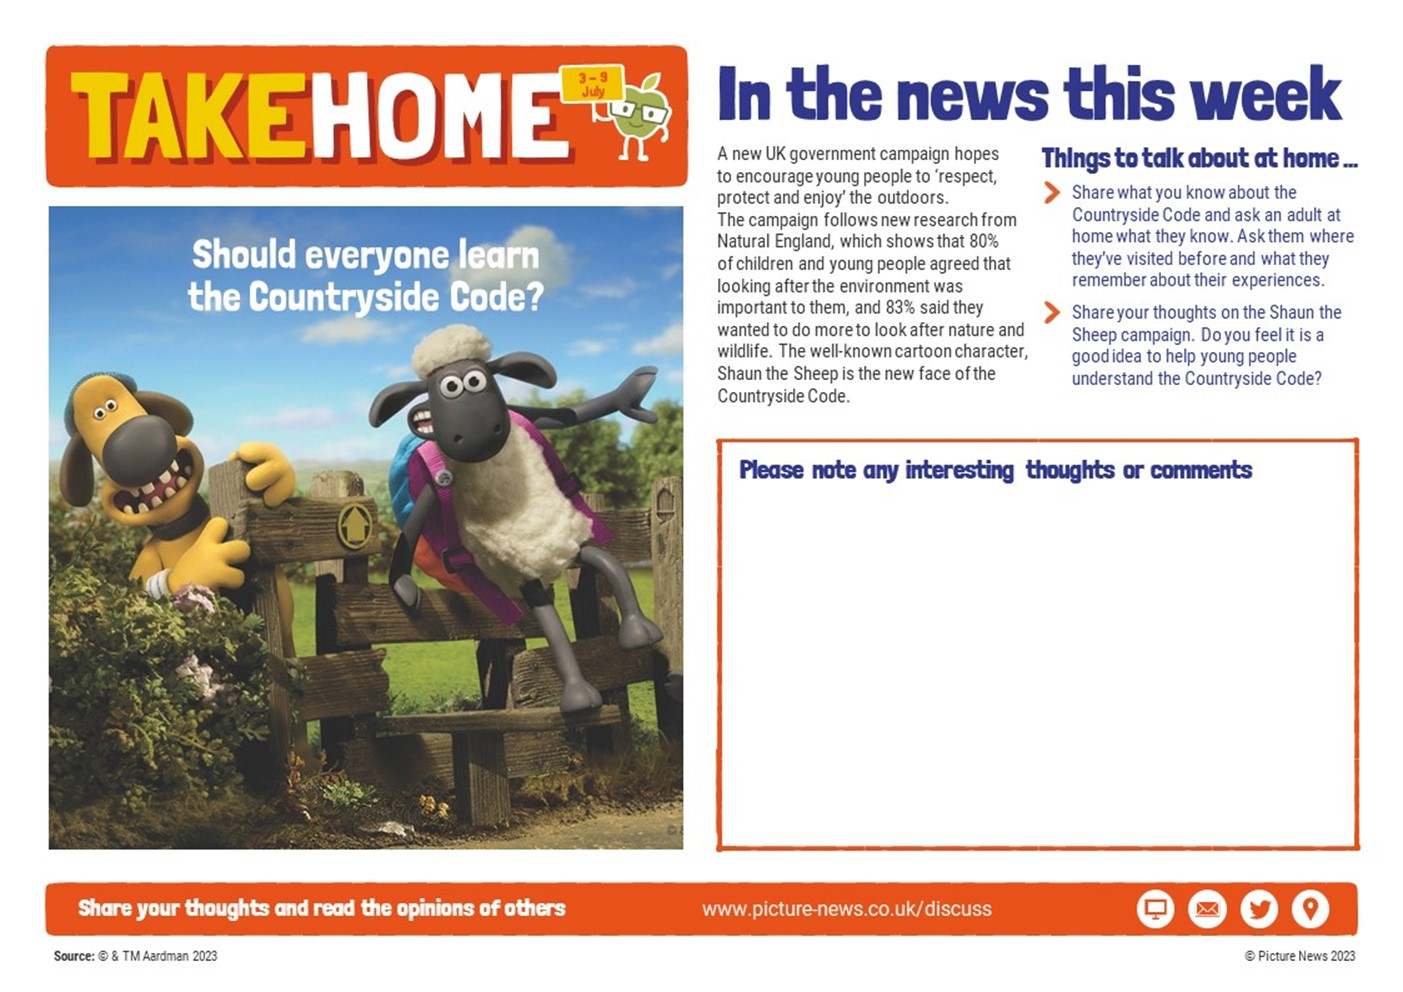 TAKEHOME
3 – 9
July
Should everyone learn
the Countryside Code?
In the news this week
A new UK government campaign hopes
to encourage young people to ‘respect,
protect and enjoy’ the outdoors.
The campaign follows new research from
Natural England, which shows that 80%
of children and young people agreed that
looking after the environment was
important to them, and 83% said they
wanted to do more to look after nature and
wildlife. The well-known cartoon character,
Shaun the Sheep is the new face of the
Countryside Code.
Things to talk about at home ...
Share what you know about the
Countryside Code and ask an adult at
home what they know. Ask them where
they’ve visited before and what they
remember about their experiences.
Share your thoughts on the Shaun the
Sheep campaign. Do you feel it is a
good idea to help young people
understand the Countryside Code?
Please note any interesting thoughts or comments
Share your thoughts and read the opinions of others
www.picture-news.co.uk/discuss
Source: © & TM Aardman 2023
© Picture News 2023